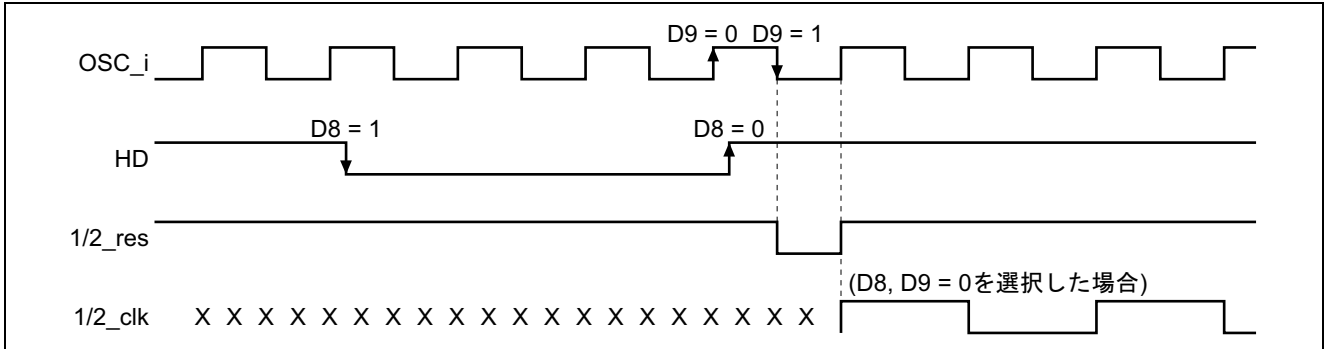 D9 = 0 D9 = 1
OSC_i
D8 = 1 D8 = 0
HD
1/2_res
(D8, D9 = 0を選択した場合)
1/2_clk X X X X X X X X X X X X X X X X X X X X